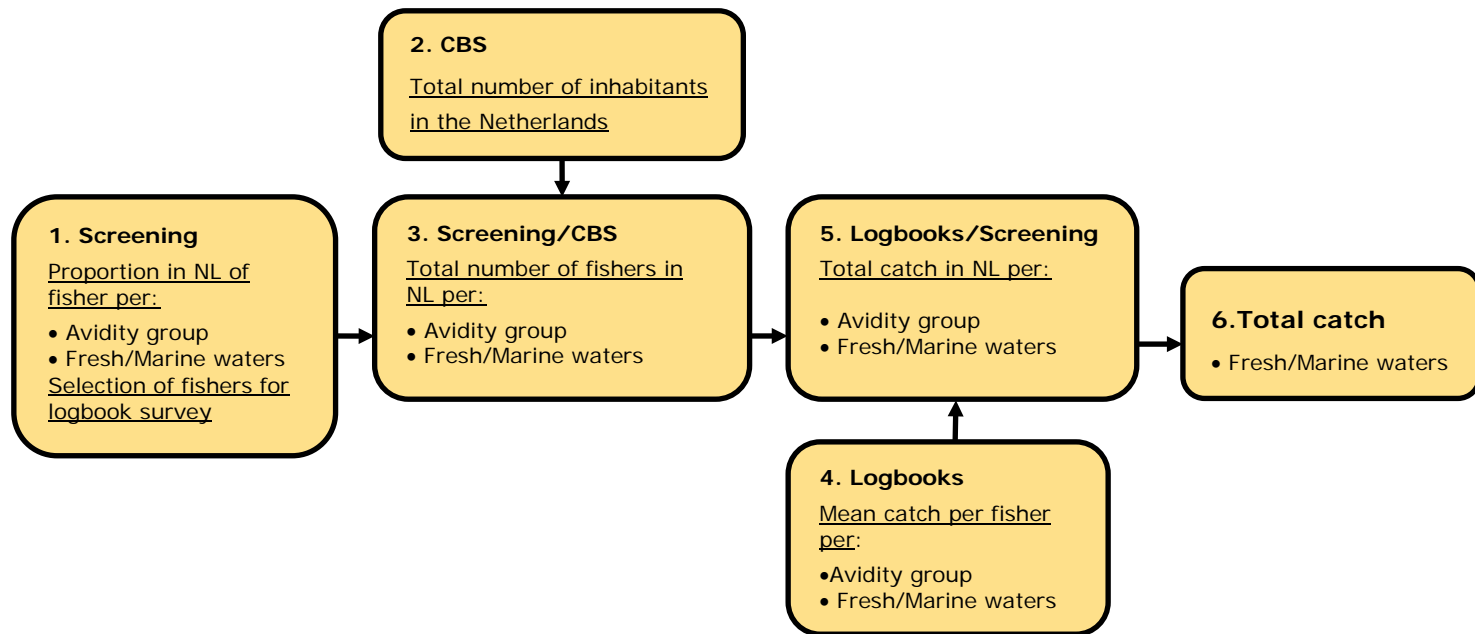 2. CBS
Total number of inhabitants
in the Netherlands
1. Screening
Proportion in NL of
fisher per:
• Avidity group
• Fresh/Marine waters
Selection of fishers for
logbook survey
3. Screening/CBS
Total number of fishers in
NL per:
• Avidity group
• Fresh/Marine waters
5. Logbooks/Screening
Total catch in NL per:
• Avidity group
• Fresh/Marine waters
6.Total catch
• Fresh/Marine waters
4. Logbooks
Mean catch per fisher
per:
•Avidity group
• Fresh/Marine waters